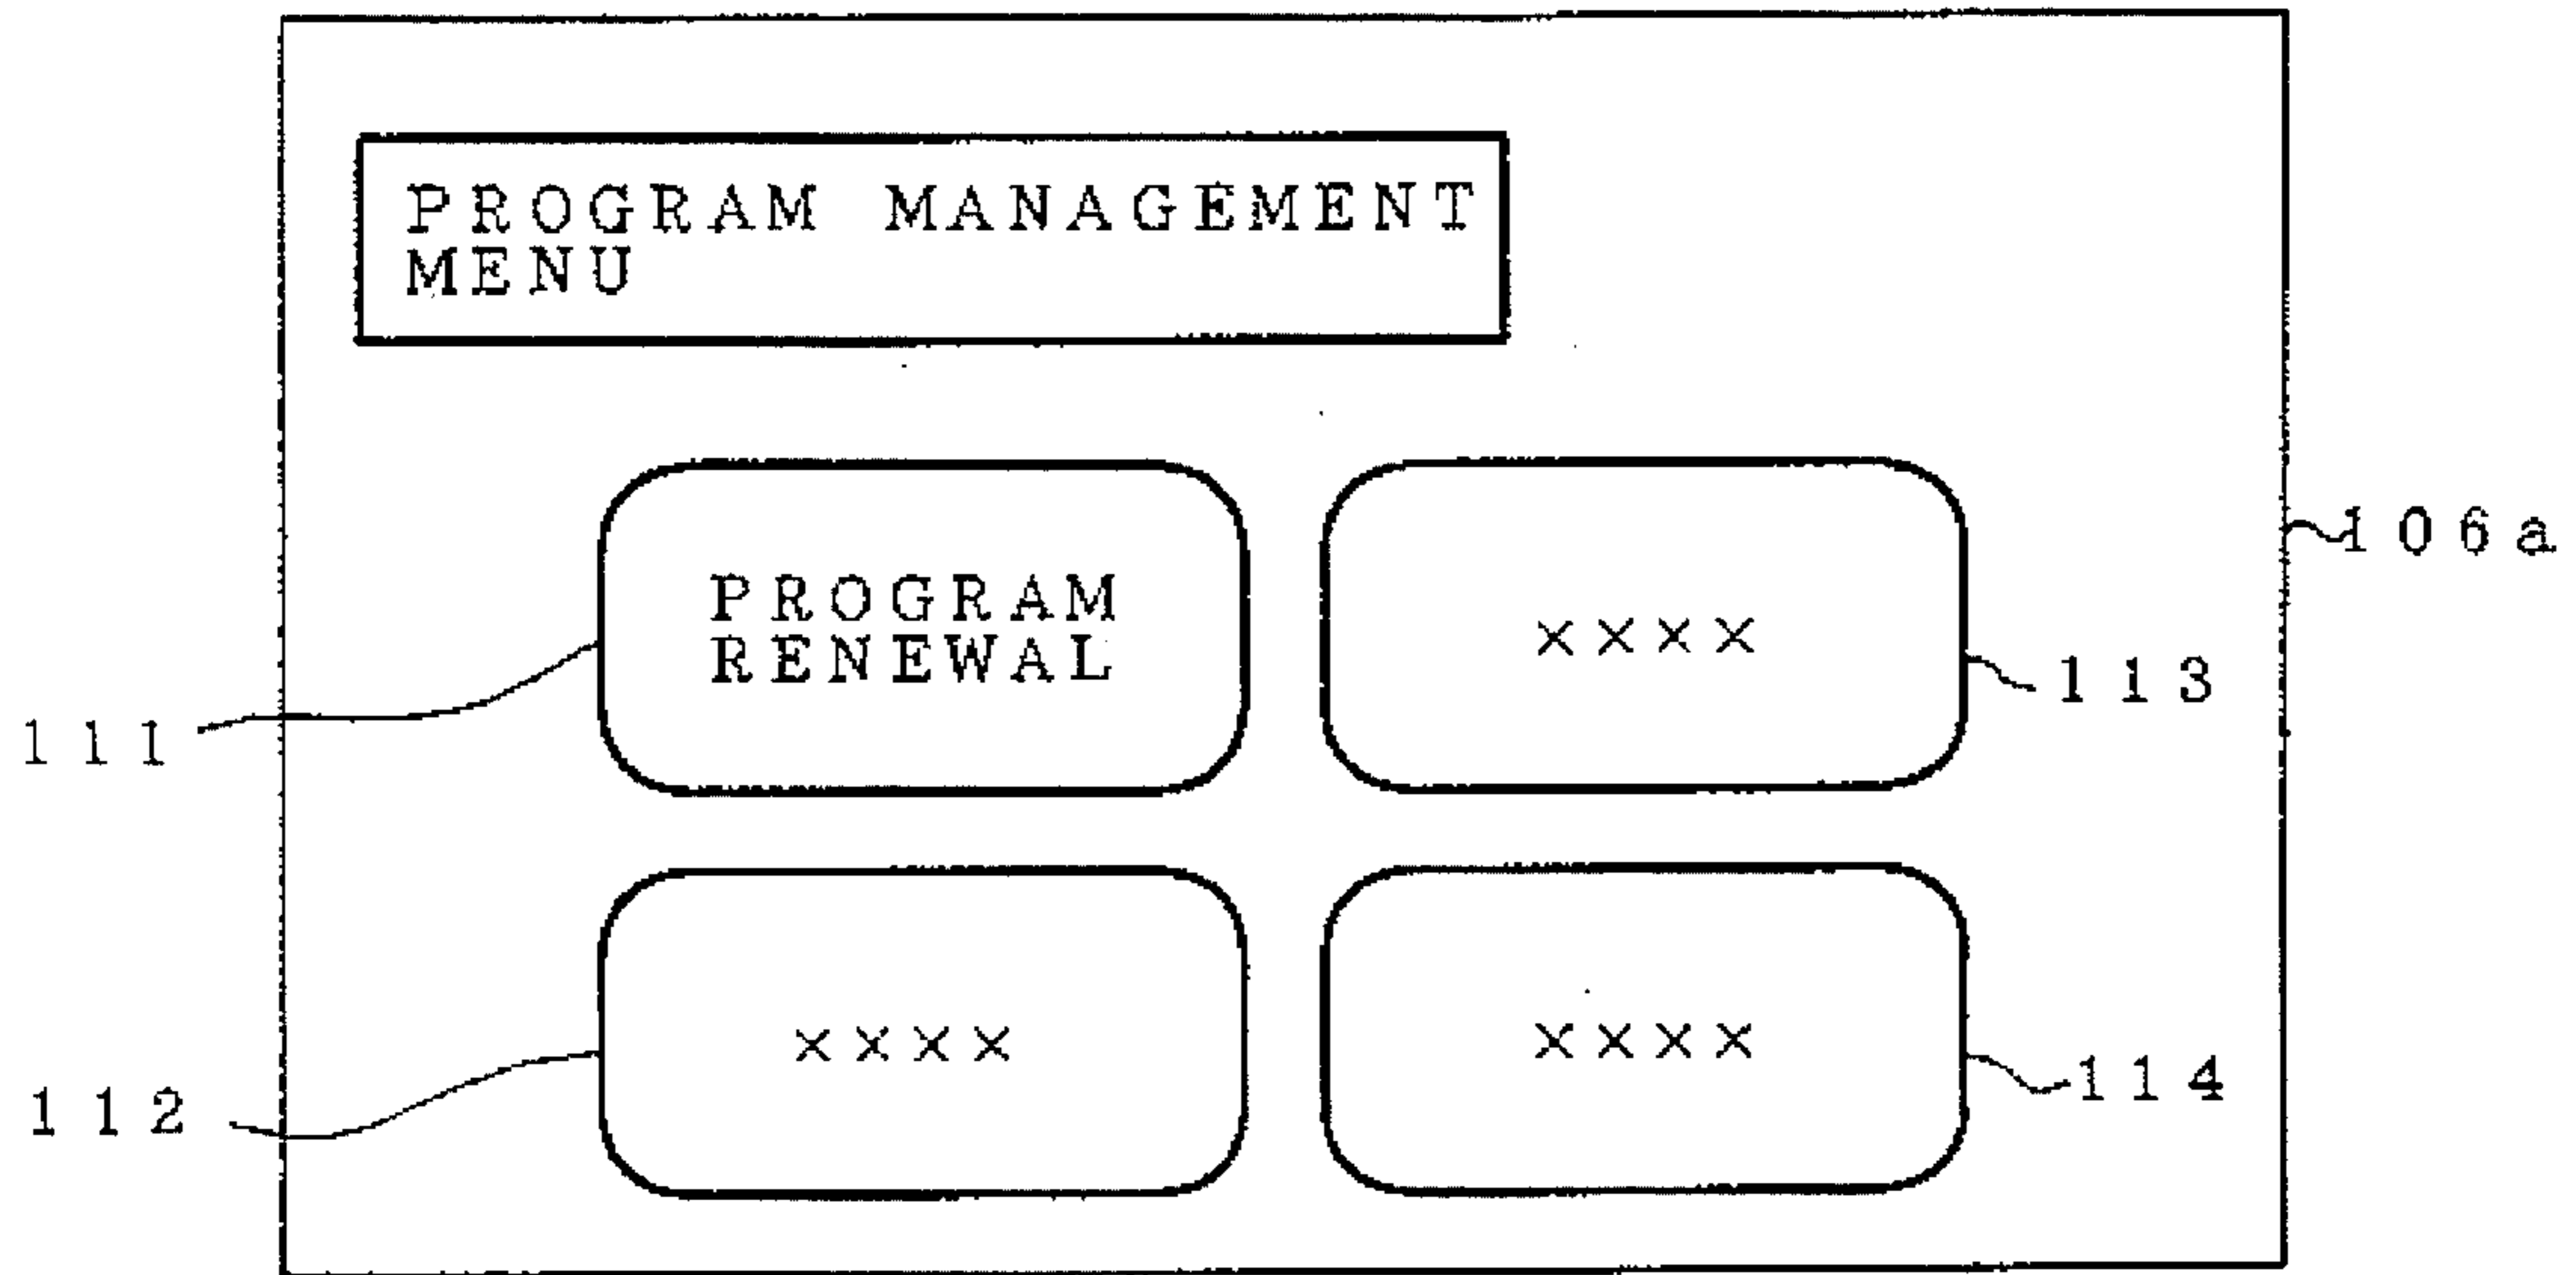 PROGRAM MANAGEMENT
MENU
106a
PROGRAM
RENEWAL
××××
113
111
××××
××××
112
114